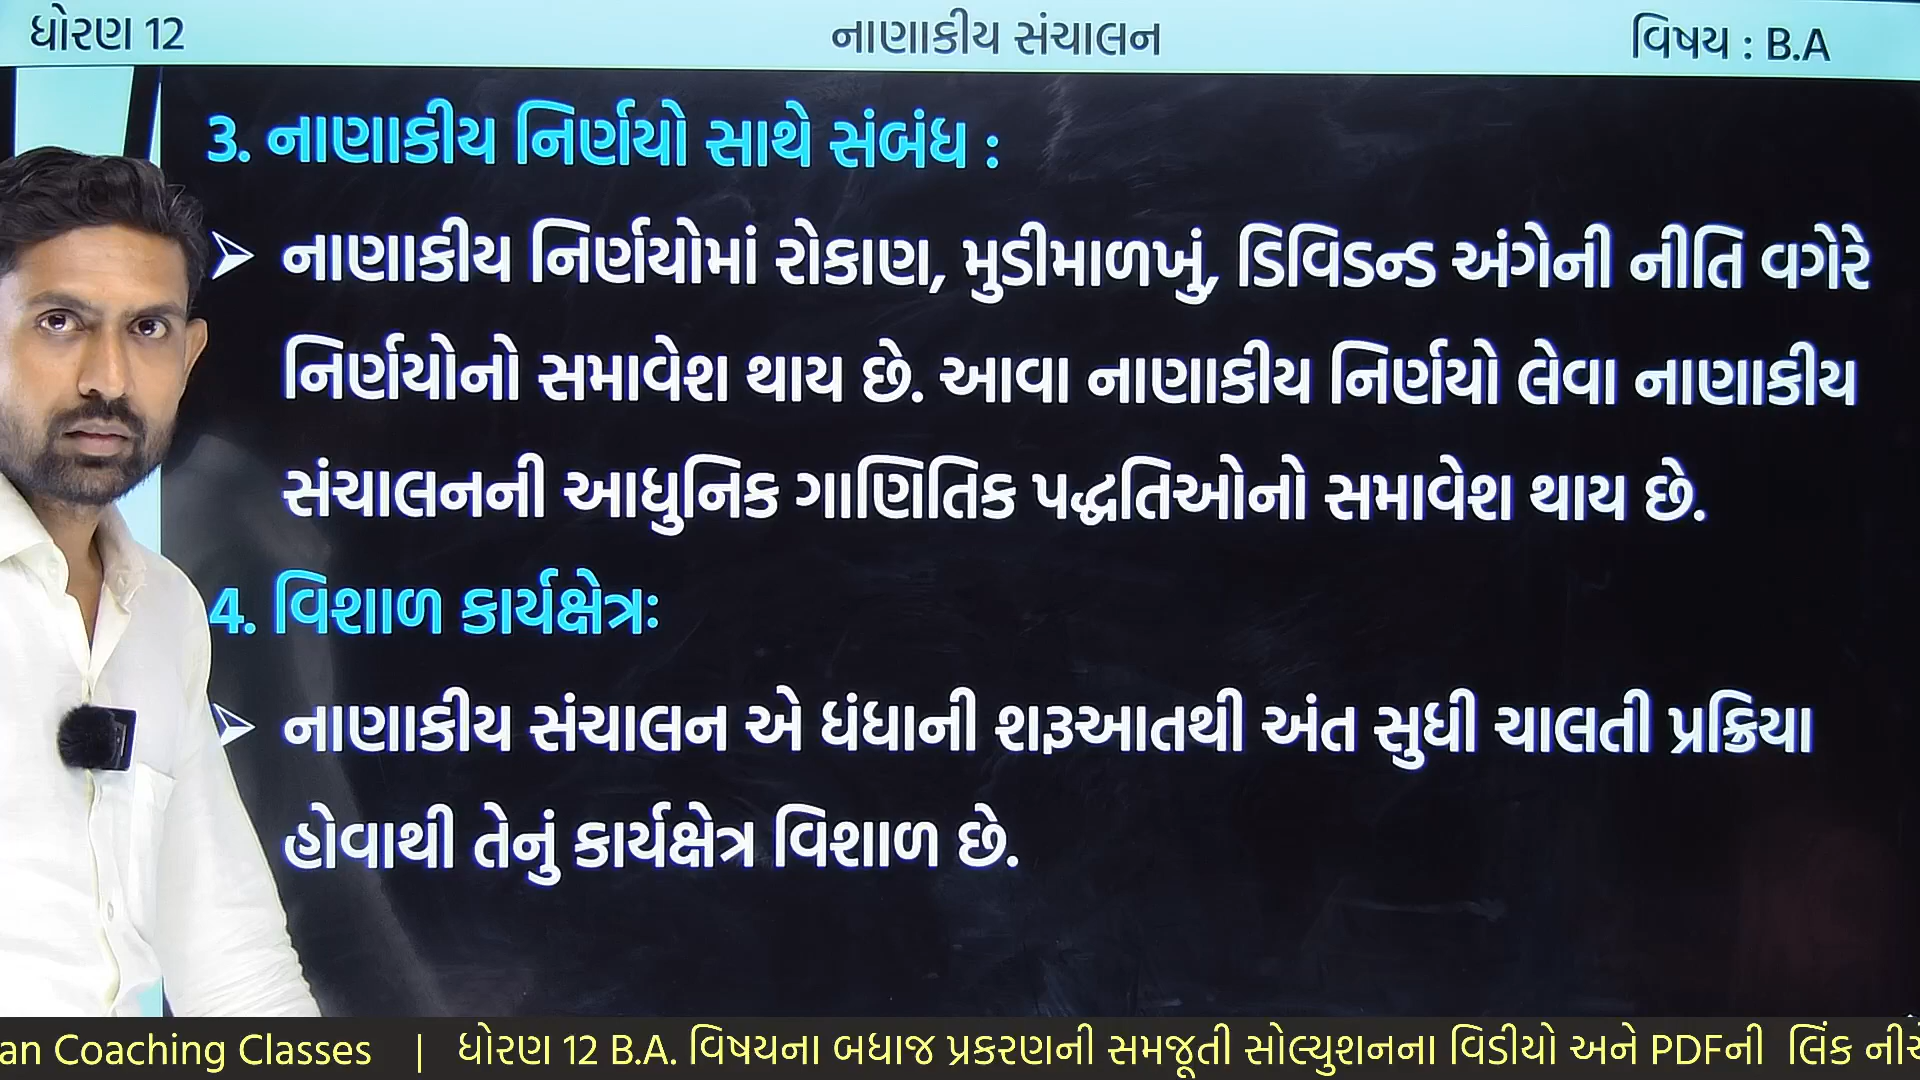 ધોરણ 12
નાણાકીય સંચાલન
વિષય : B.A
3. નાણાકીય નિર્ણયો સાથે સંબંધ :
➢ નાણાકીય નિર્ણયોમાં રોકાણ, મુડીમાળખું, ડિવિડન્ડ અંગેની નીતિ વગેરે
નિર્ણયોનો સમાવેશ થાય છે. આવા નાણાકીય નિર્ણયો લેવા નાણાકીય
સંચાલનની આધુનિક ગાણિતિક પદ્ધતિઓનો સમાવેશ થાય છે.
4. વિશાળ કાર્યક્ષેત્રઃ
➢ નાણાકીય સંચાલન એ ધંધાની શરૂઆતથી અંત સુધી ચાલતી પ્રક્રિયા
હોવાથી તેનું કાર્યક્ષેત્ર વિશાળ છે.
an Coaching Classes | ધોરણ 12 B.A. વિષયના બધાજ પ્રકરણની સમજૂતી સોલ્યુશનના વિડીયો અને PDFની લિંક